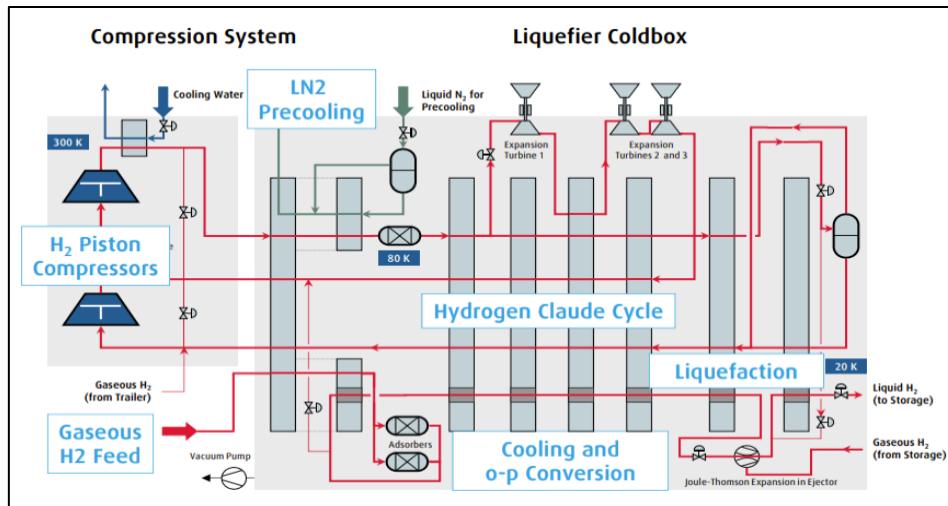 Compression System
Liquefier Coldbox
Cooling Water
LN2
Precooling
Liquid N₂ for
Precooling
300 K
Expansion
Turbine 1
Expansion
Turbines 2 and 3
H₂ Piston
Compressors
80 K
Hydrogen Claude Cycle
Liquefaction
20 K
Gaseous H₂
(from Trailer)
Liquid H₂
(to Storage)
Gaseous
H2 Feed
Adsorbers
Cooling and
o-p Conversion
Gaseous H₂
(from Storage)
Vacuum Pump
Joule-Thomson Expansion in Ejector